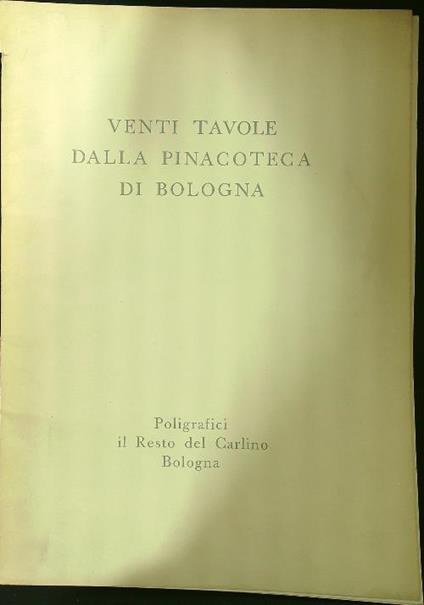 VENTI TAVOLE
DALLA PINACOTECA
DI BOLOGNA
Poligrafici
il Resto del Carlino
Bologna